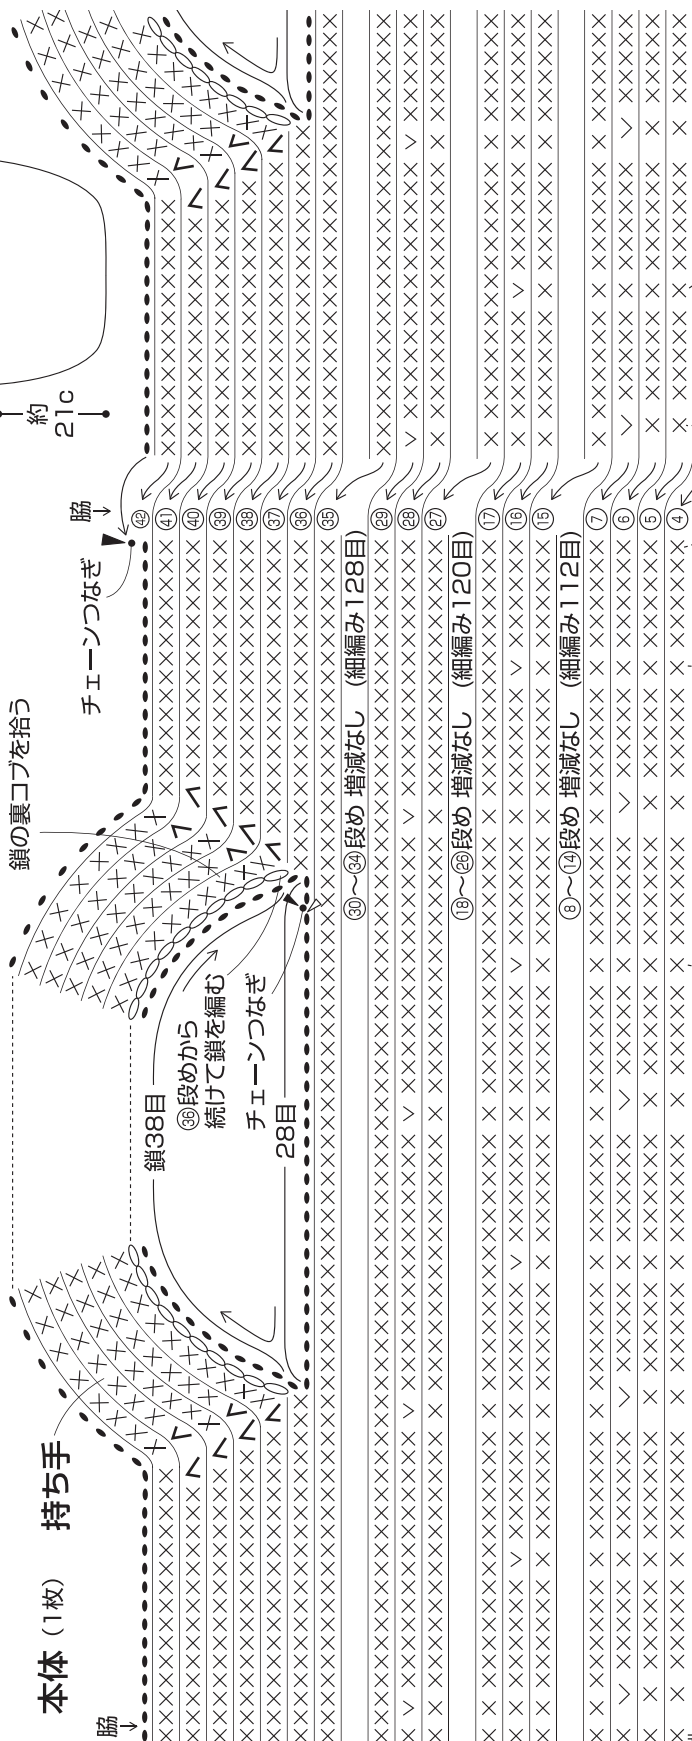 本体（1枚）
持ち手
脇
脇
チェーンつなぎ
鎖の裏コブを拾う
鎖38目
㊱段めから
続けて鎖を編む
チェーンつなぎ
28目
約
21c
㊷
㊶
㊵
㊴
㊳
㊲
㊱
㉟
㉚〜㉞段め 増減なし （細編み128目）
㉙
㉘
㉗
⑱〜㉖段め 増減なし （細編み120目）
⑰
⑯
⑮
⑧〜⑭段め 増減なし （細編み112目）
⑦
⑥
⑤
④